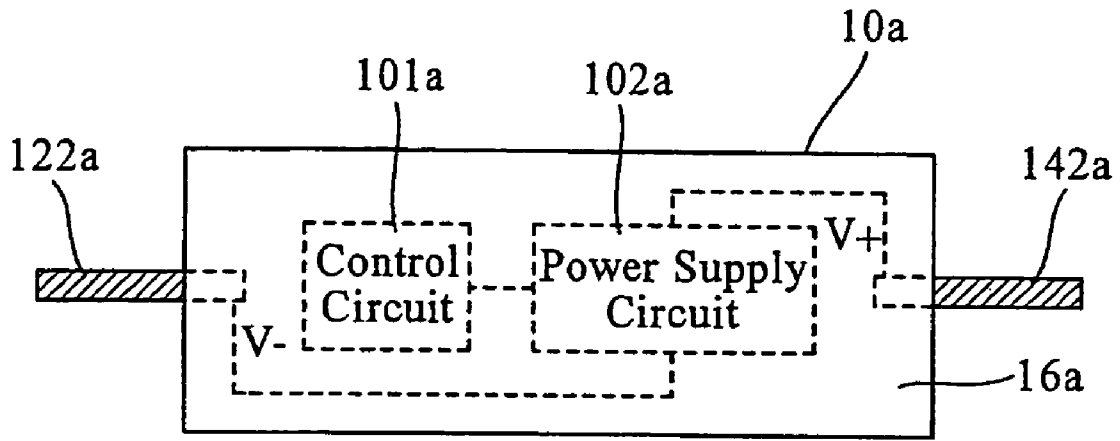 10a
101a
102a
122a
142a
Control
Circuit
Power Supply
Circuit
V+
V-
16a